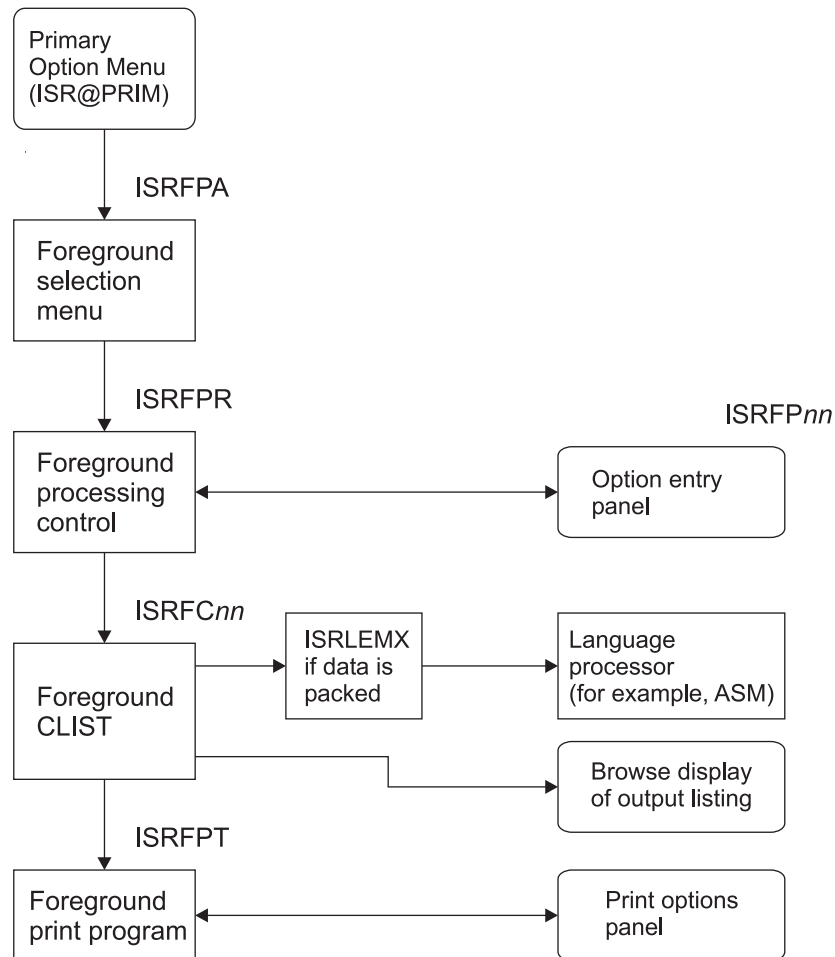 Primary
Option Menu
(ISR@PRIM)
ISRFPA
Foreground
selection
menu
ISRFPR
ISRFPnn
Foreground
processing
control
Option entry
panel
ISRFCnn
Foreground
CLIST
ISRLEMX
if data is
packed
Language
processor
(for example, ASM)
Browse display
of output listing
ISRFPT
Foreground
print program
Print options
panel